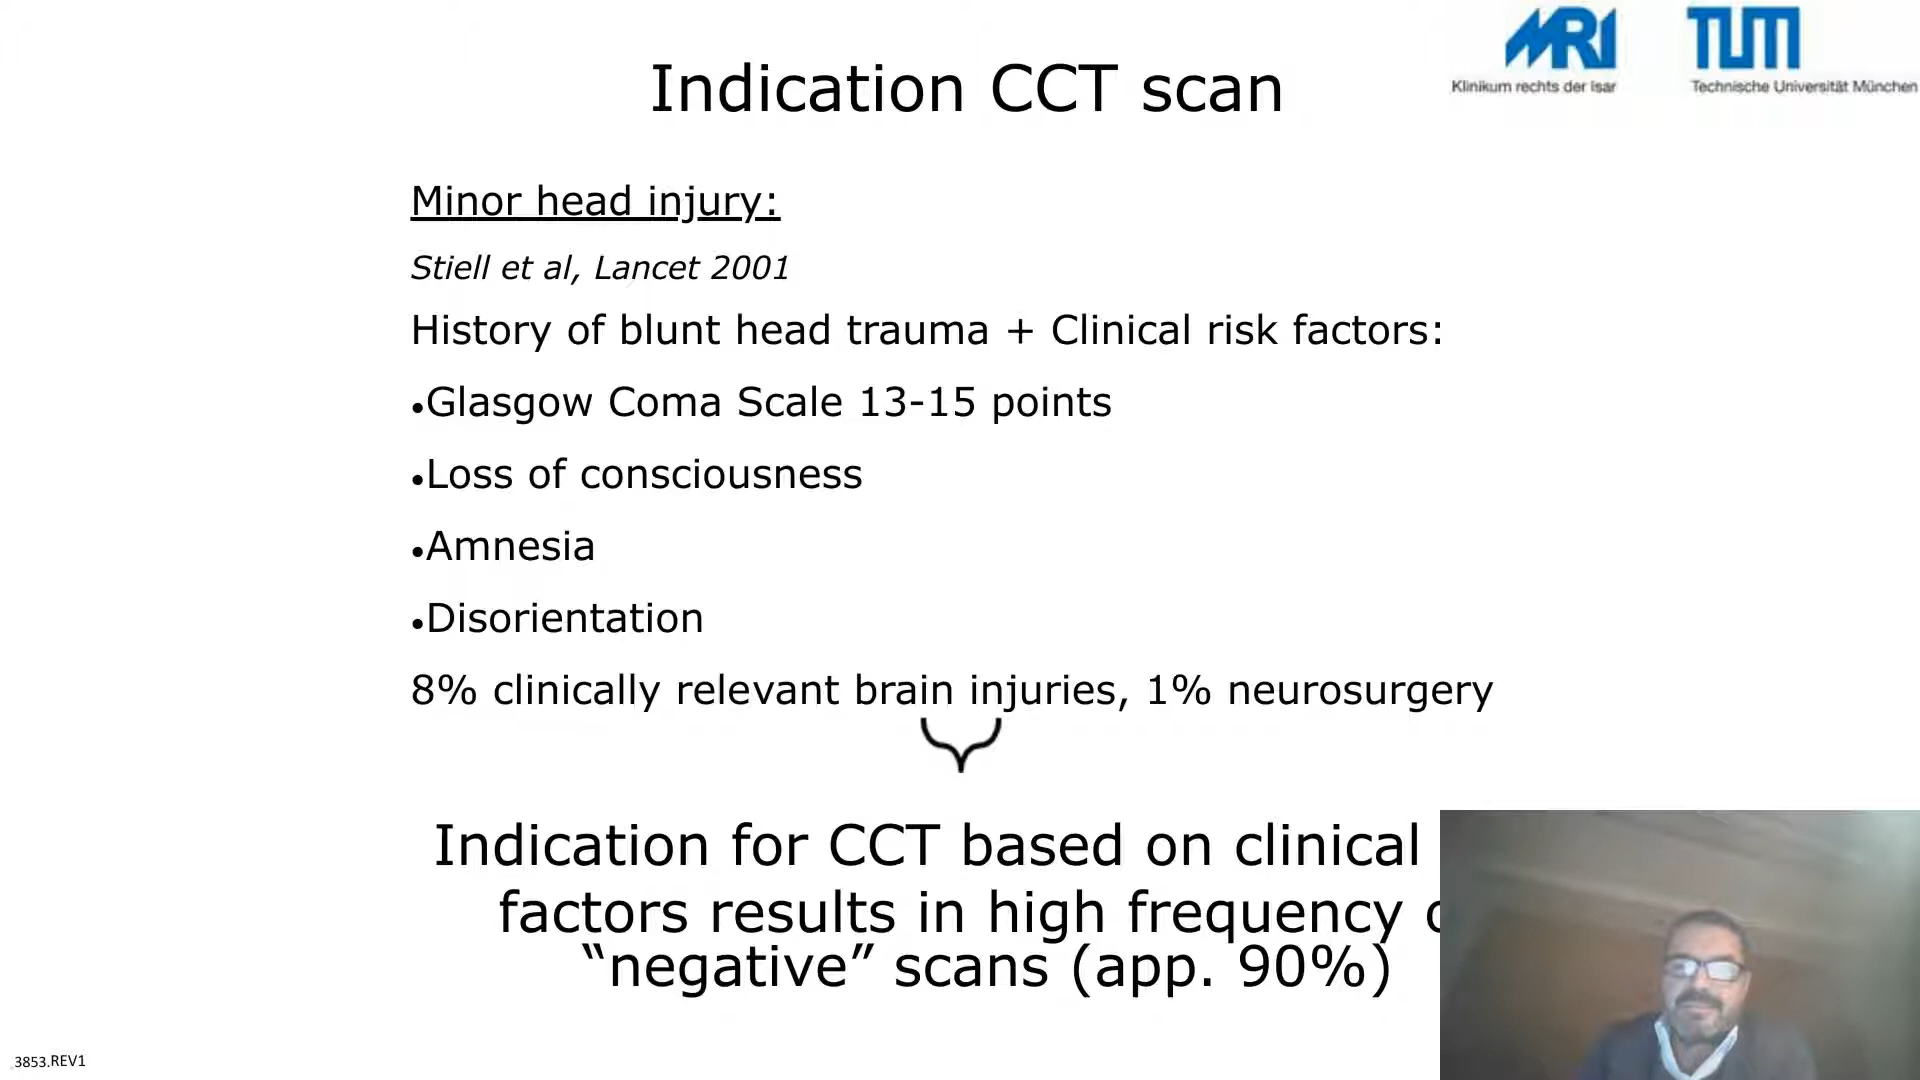 MRI
TUM
Klinikum rechts der Isar
Technische Universität München
Indication CCT scan
Minor head injury:
Stiell et al, Lancet 2001
History of blunt head trauma + Clinical risk factors:
•Glasgow Coma Scale 13-15 points
•Loss of consciousness
•Amnesia
•Disorientation
8% clinically relevant brain injuries, 1% neurosurgery
Indication for CCT based on clinical
factors results in high frequency
“negative” scans (app. 90%)
3853.REV1